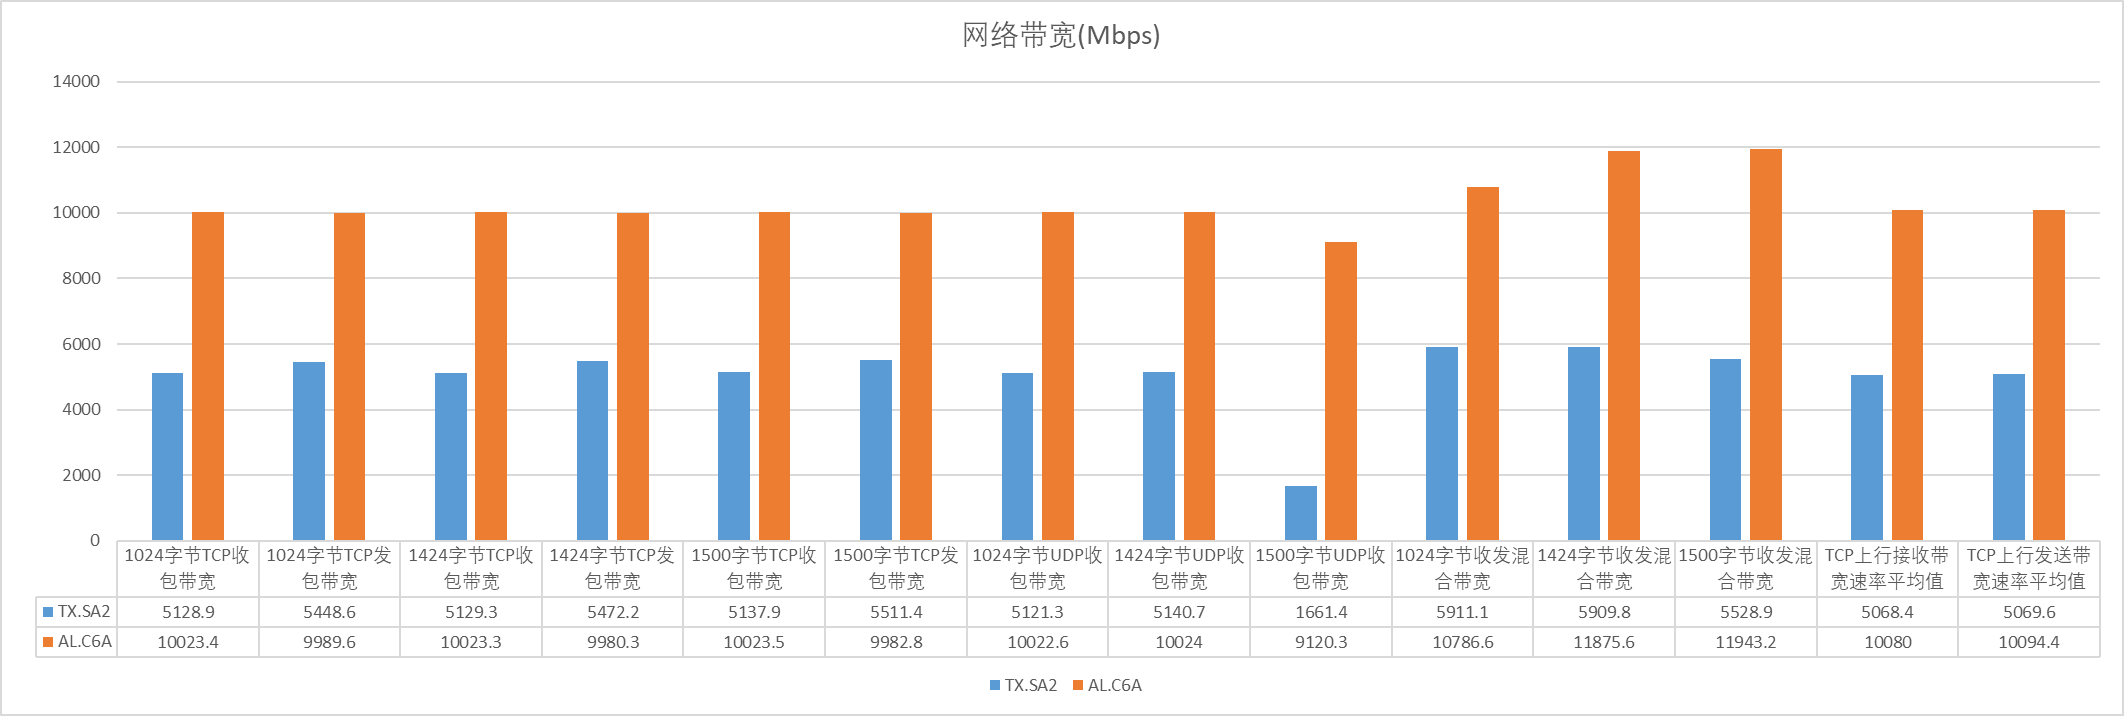 网络带宽(Mbps)
14000
12000
10000
8000
6000
4000
2000
0
1024字节TCP收
包带宽
1024字节TCP发
包带宽
1424字节TCP收
包带宽
1424字节TCP发
包带宽
1500字节TCP收
包带宽
1500字节TCP发
包带宽
1024字节UDP收
包带宽
1424字节UDP收
包带宽
1500字节UDP收
包带宽
1024字节收发混
合带宽
1424字节收发混
合带宽
1500字节收发混
合带宽
TCP上行接收带
宽速率平均值
TCP上行发送带
宽速率平均值
TX.SA2 5128.9 5448.6 5129.3 5472.2 5137.9 5511.4 5121.3 5140.7 1661.4 5911.1 5909.8 5528.9 5068.4 5069.6
AL.C6A 10023.4 9989.6 10023.3 9980.3 10023.5 9982.8 10022.6 10024 9120.3 10786.6 11875.6 11943.2 10080 10094.4
TX.SA2 AL.C6A